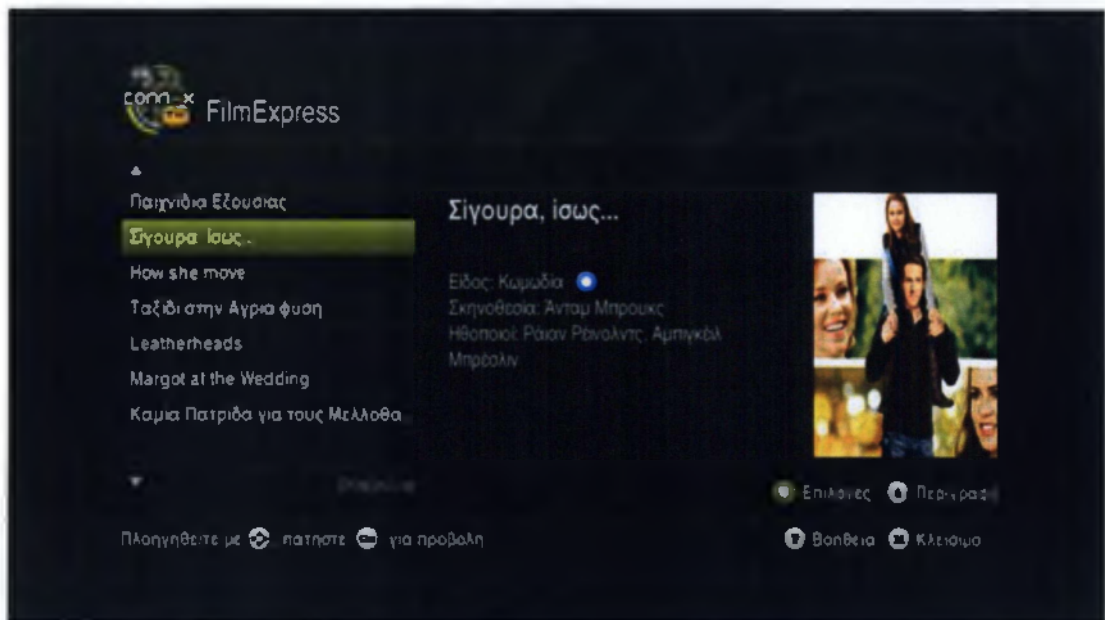 conn x
FilmExpress
Παιχνίδια Εξουσίας
Σίγουρα, ίσως...
How she move
Ταξίδι στην Άγρια φύση
Leatherheads
Margot at the Wedding
Καμία Πατρίδα για τους Μελλοθα
Σίγουρα, ίσως...
Είδος: Κωμωδία
Σκηνοθεσία: Άνταμ Μπρουκς
Ηθοποιοί: Ράιαν Ρέινολντς, Αμπιγκέιλ
Μπρέσλιν
Επιλογές Περιγραφή
Πλοηγηθείτε με πατήστε για προβολή
Βοήθεια Κλείσιμο